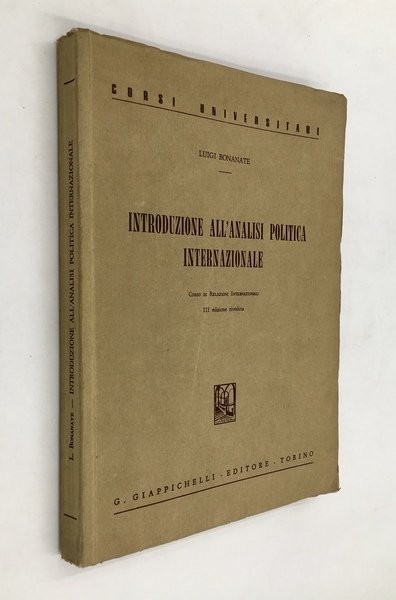 CORSI UNIVERSITARI
LUIGI BONANATE
INTRODUZIONE ALL'ANALISI POLITICA
INTERNAZIONALE
CORSO DI RELAZIONI INTERNAZIONALI
III edizione riveduta
G. GIAPPICHELLI - EDITORE - TORINO
L. BONANATE — INTRODUZIONE ALL'ANALISI POLITICA INTERNAZIONALE